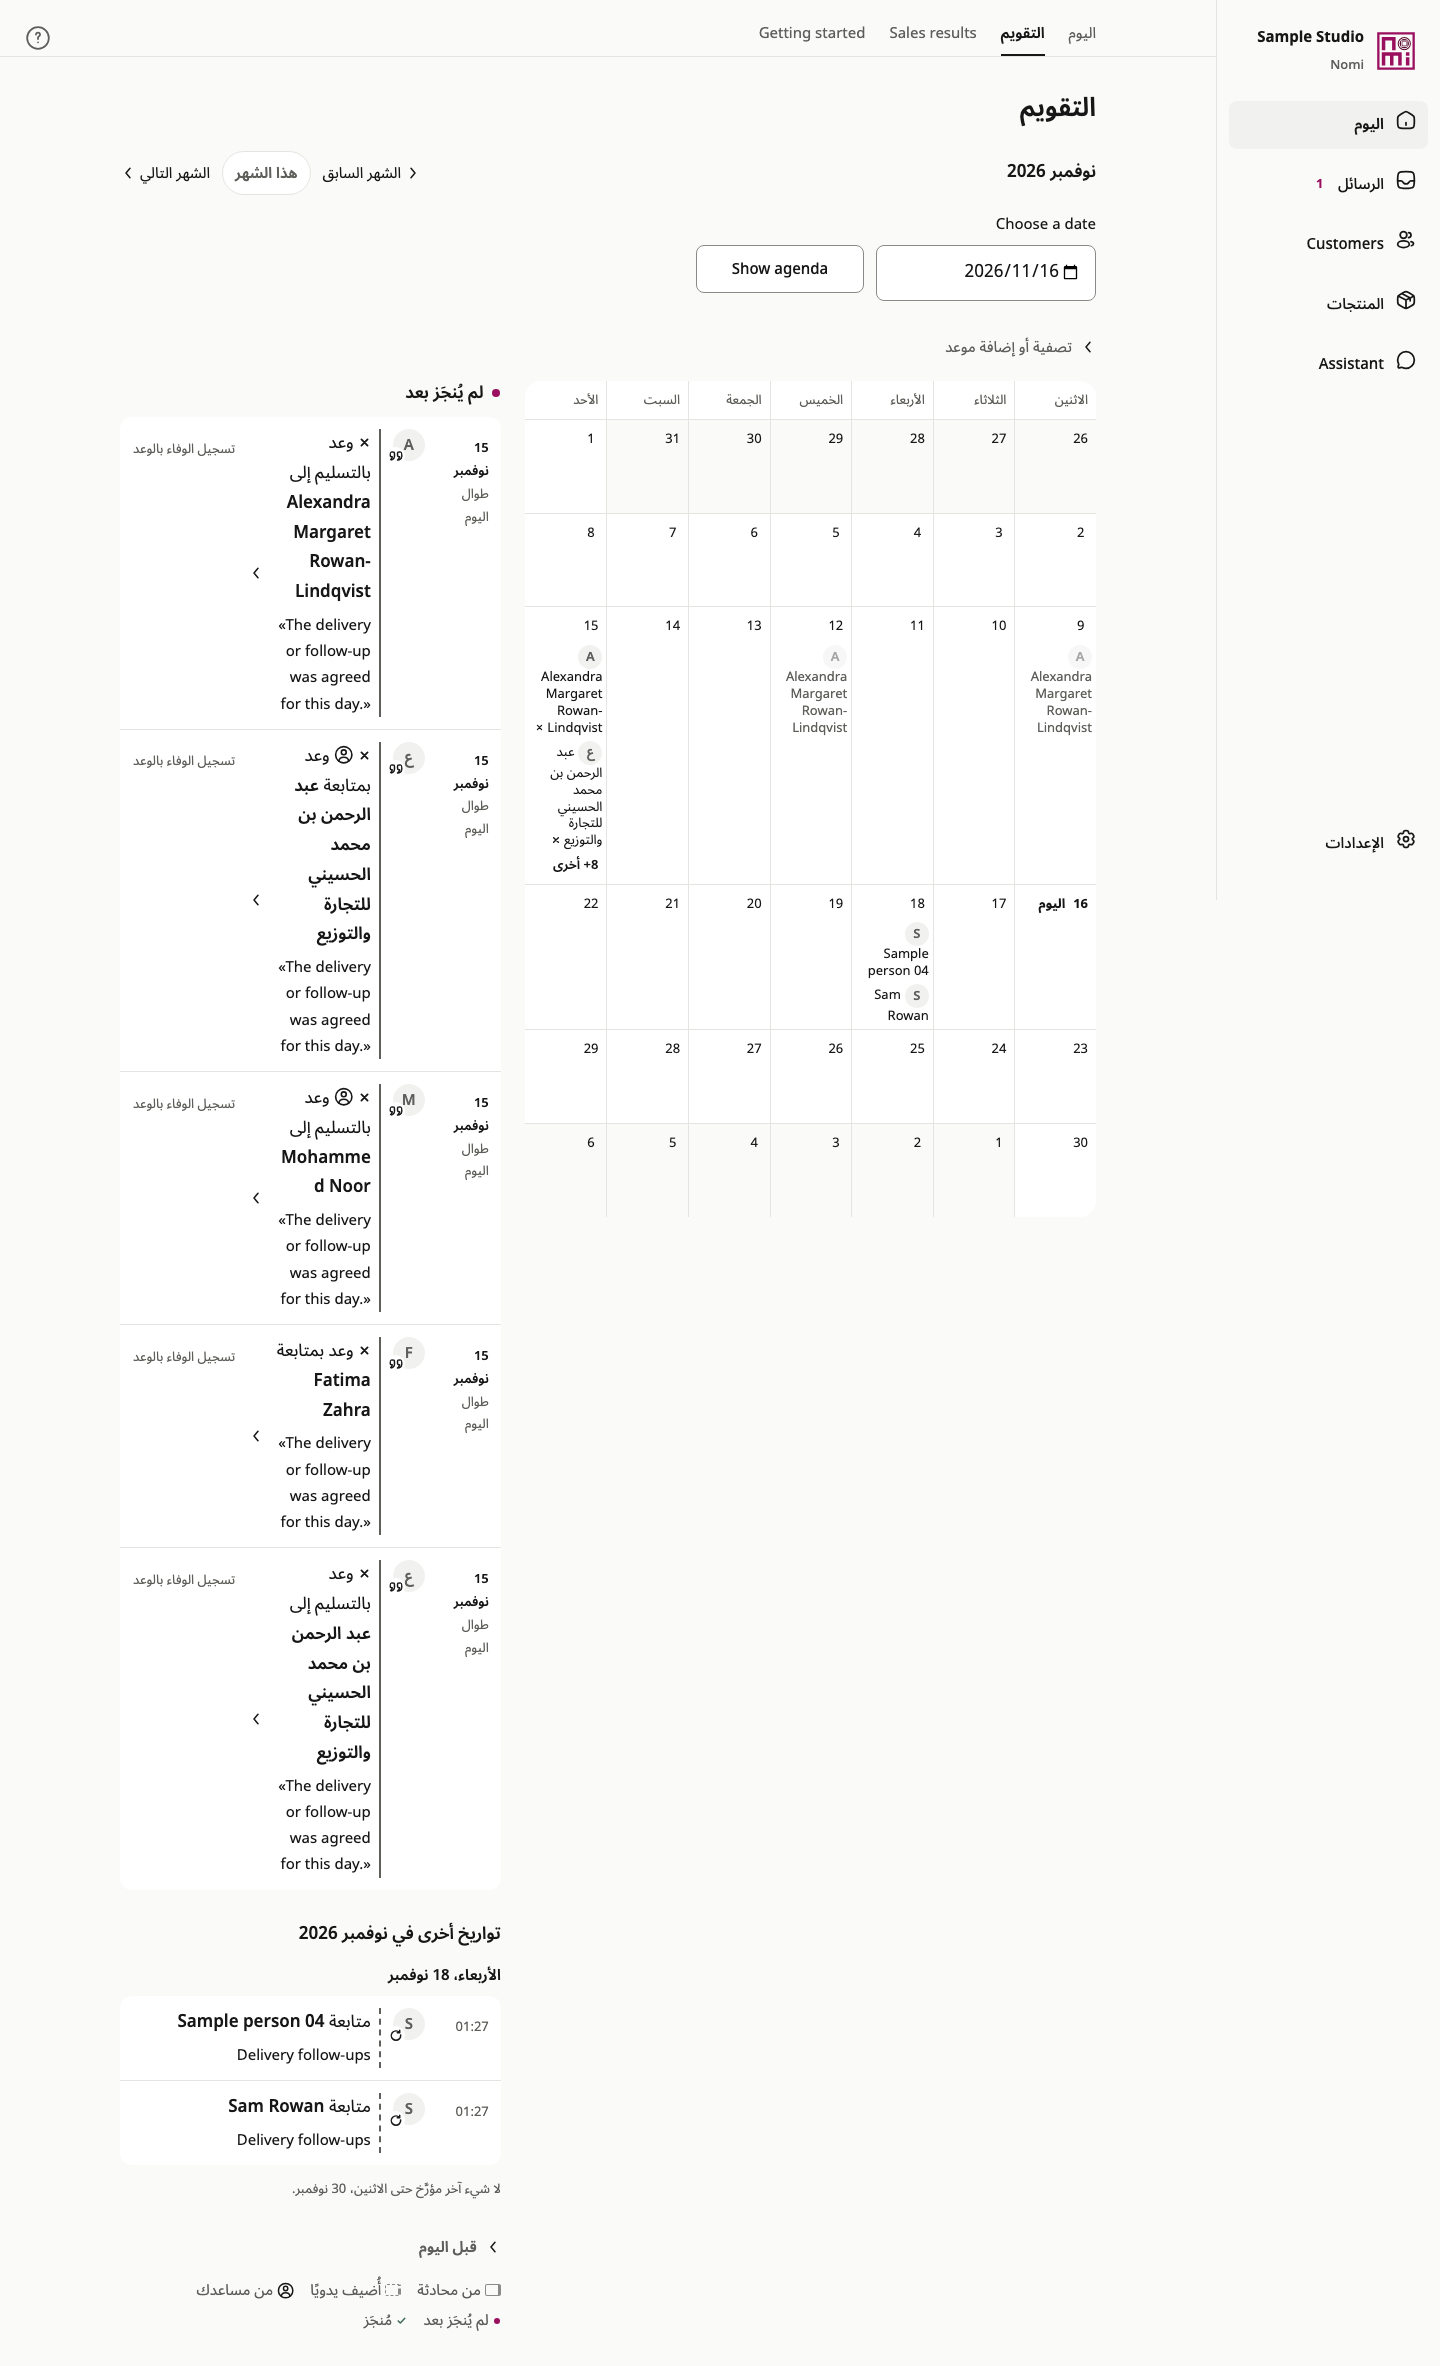 Sample Studio
Nomi
اليوم
الرسائل 1
Customers
المنتجات
Assistant
الإعدادات
اليوم التقويم Sales results Getting started
التقويم
نوفمبر 2026
الشهر السابق هذا الشهر الشهر التالي
Choose a date
2026/11/16 Show agenda
تصفية أو إضافة موعد
الاثنين الثلاثاء الأربعاء الخميس الجمعة السبت الأحد
26 27 28 29 30 31 1
2 3 4 5 6 7 8
9 10 11 12 13 14 15
A
Alexandra
Margaret
Rowan-
Lindqvist
A
Alexandra
Margaret
Rowan-
Lindqvist
A
Alexandra
Margaret
Rowan-
Lindqvist ×
ع عبد
الرحمن بن
محمد
الحسيني
للتجارة
والتوزيع ×
8+ أخرى
16 اليوم 17 18 19 20 21 22
S
Sample
person 04
S Sam
Rowan
23 24 25 26 27 28 29
30 1 2 3 4 5 6
لم يُنجَز بعد
15
نوفمبر
طوال
اليوم
A
× وعد
بالتسليم إلى
Alexandra
Margaret
Rowan-
Lindqvist
«The delivery
or follow-up
was agreed
for this day.»
تسجيل الوفاء بالوعد
15
نوفمبر
طوال
اليوم
ع
× وعد
بمتابعة عبد
الرحمن بن
محمد
الحسيني
للتجارة
والتوزيع
«The delivery
or follow-up
was agreed
for this day.»
تسجيل الوفاء بالوعد
15
نوفمبر
طوال
اليوم
M
× وعد
بالتسليم إلى
Mohamme
d Noor
«The delivery
or follow-up
was agreed
for this day.»
تسجيل الوفاء بالوعد
15
نوفمبر
طوال
اليوم
F
× وعد بمتابعة
Fatima
Zahra
«The delivery
or follow-up
was agreed
for this day.»
تسجيل الوفاء بالوعد
15
نوفمبر
طوال
اليوم
ع
× وعد
بالتسليم إلى
عبد الرحمن
بن محمد
الحسيني
للتجارة
والتوزيع
«The delivery
or follow-up
was agreed
for this day.»
تسجيل الوفاء بالوعد
تواريخ أخرى في نوفمبر 2026
الأربعاء، 18 نوفمبر
01:27 S متابعة Sample person 04
Delivery follow-ups
01:27 S متابعة Sam Rowan
Delivery follow-ups
لا شيء آخر مؤرَّخ حتى الاثنين، 30 نوفمبر.
قبل اليوم
من محادثة أُضيف يدويًا من مساعدك
لم يُنجَز بعد مُنجَز